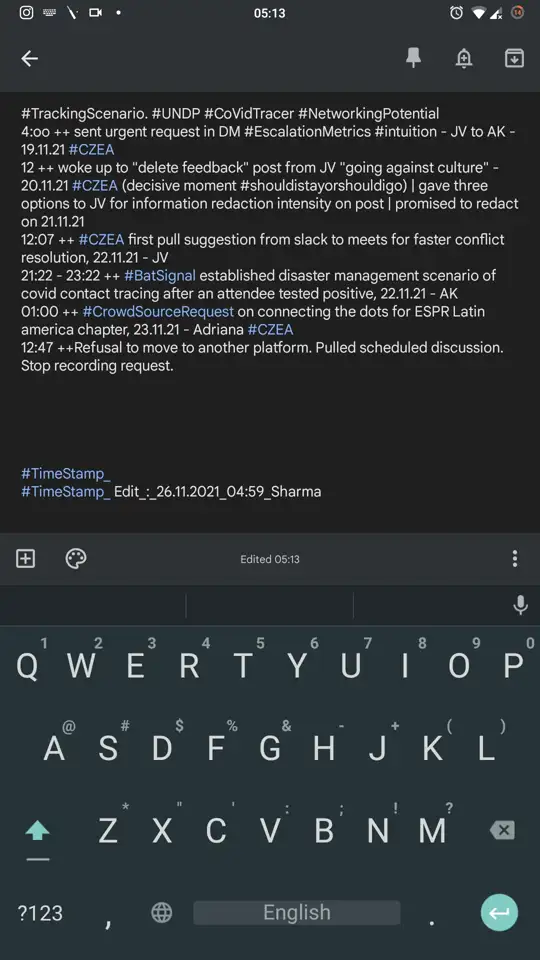 05:13
14
#TrackingScenario. #UNDP #CoVidTracer #NetworkingPotential
4:oo ++ sent urgent request in DM #EscalationMetrics #intuition - JV to AK -
19.11.21 #CZEA
12 ++ woke up to "delete feedback" post from JV "going against culture" -
20.11.21 #CZEA (decisive moment #shouldistayorshouldigo) | gave three
options to JV for information redaction intensity on post | promised to redact
on 21.11.21
12:07 ++ #CZEA first pull suggestion from slack to meets for faster conflict
resolution, 22.11.21 - JV
21:22 - 23:22 ++ #BatSignal established disaster management scenario of
covid contact tracing after an attendee tested positive, 22.11.21 - AK
01:00 ++ #CrowdSourceRequest on connecting the dots for ESPR Latin
america chapter, 23.11.21 - Adriana #CZEA
12:47 ++Refusal to move to another platform. Pulled scheduled discussion.
Stop recording request.
#TimeStamp_
#TimeStamp_ Edit_:_26.11.2021_04:59_Sharma
Edited 05:13
1 2 3 4 5 6 7 8 9 0
Q W E R T Y U I O P
@ # $ % & - + ( )
A S D F G H J K L
* " ' : ; ! ?
Z X C V B N M
?123 , English .